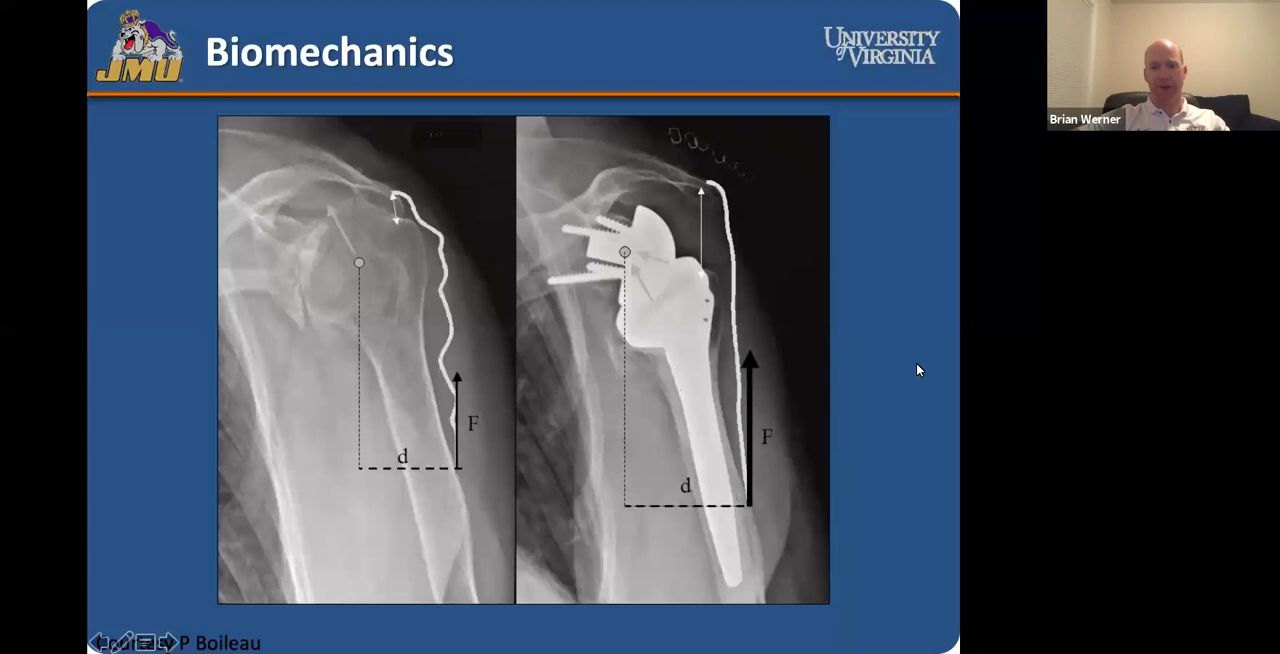 JMU
Biomechanics
UNIVERSITY
of VIRGINIA
Brian Werner
F
d
F
d
P Boileau